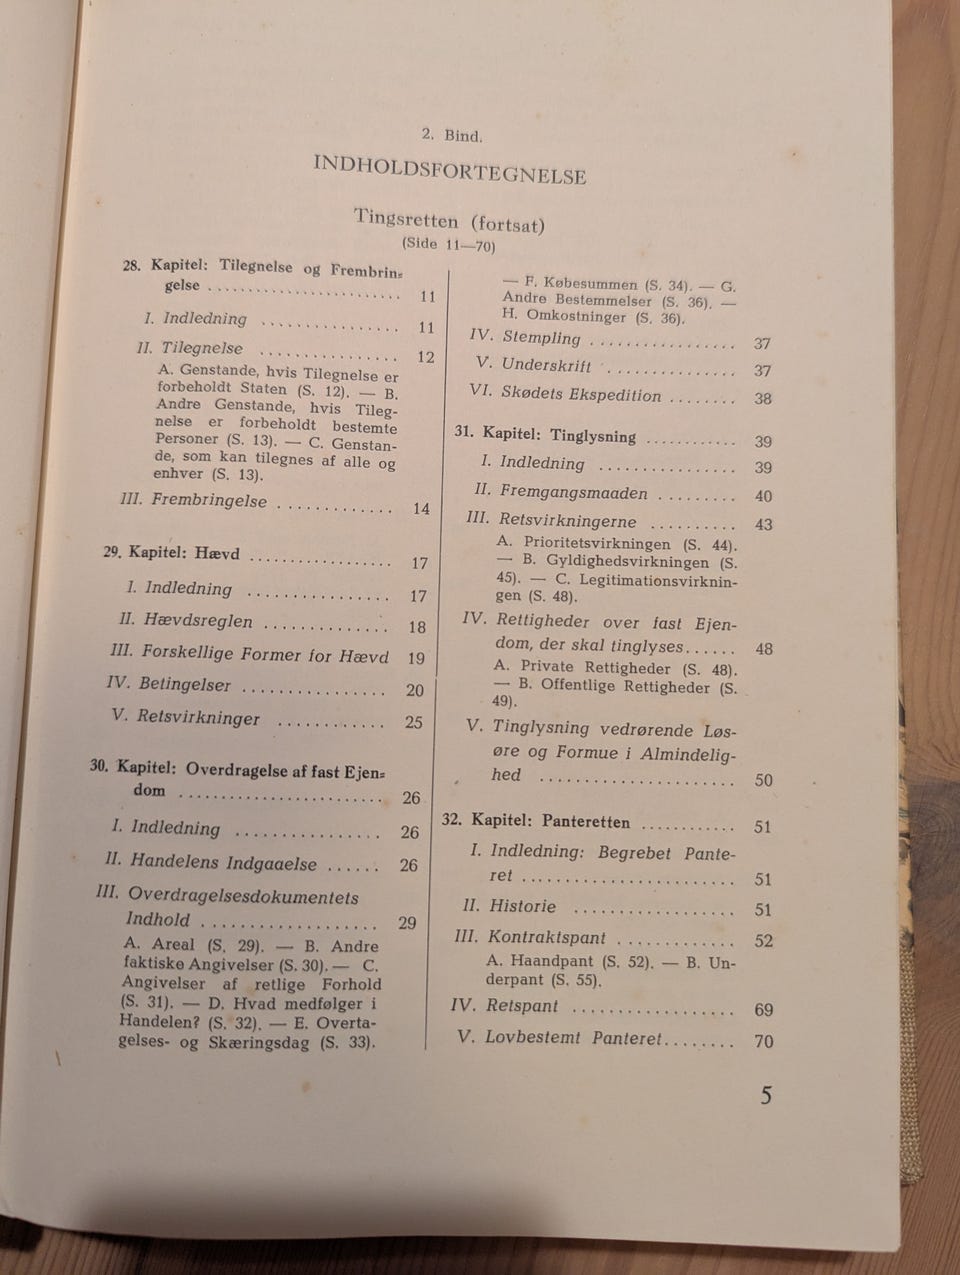 2. Bind.
INDHOLDSFORTEGNELSE
Tingsretten (fortsat)
(Side 11—70)
28. Kapitel: Tilegnelse og Frembrin=
gelse ........................ 11
I. Indledning ................ 11
II. Tilegnelse ................ 12
A. Genstande, hvis Tilegnelse er
forbeholdt Staten (S. 12). — B.
Andre Genstande, hvis Tileg-
nelse er forbeholdt bestemte
Personer (S. 13). — C. Genstan-
de, som kan tilegnes af alle og
enhver (S. 13).
III. Frembringelse ............. 14
29. Kapitel: Hævd ................. 17
I. Indledning ................ 17
II. Hævdsreglen .............. 18
III. Forskellige Former for Hævd 19
IV. Betingelser ................ 20
V. Retsvirkninger ............ 25
30. Kapitel: Overdragelse af fast Ejen=
dom ........................ 26
I. Indledning ................ 26
II. Handelens Indgaaelse ...... 26
III. Overdragelsesdokumentets
Indhold .................... 29
A. Areal (S. 29). — B. Andre
faktiske Angivelser (S. 30). — C.
Angivelser af retlige Forhold
(S. 31). — D. Hvad medfølger i
Handelen? (S. 32). — E. Overta-
gelses- og Skæringsdag (S. 33).
— F. Købesummen (S. 34). — G.
Andre Bestemmelser (S. 36). —
H. Omkostninger (S. 36).
IV. Stempling .................. 37
V. Underskrift ................ 37
VI. Skødets Ekspedition ........ 38
31. Kapitel: Tinglysning ............ 39
I. Indledning ................ 39
II. Fremgangsmaaden ......... 40
III. Retsvirkningerne .......... 43
A. Prioritetsvirkningen (S. 44).
— B. Gyldighedsvirkningen (S.
45). — C. Legitimationsvirknin-
gen (S. 48).
IV. Rettigheder over fast Ejen-
dom, der skal tinglyses...... 48
A. Private Rettigheder (S. 48).
— B. Offentlige Rettigheder (S.
49).
V. Tinglysning vedrørende Løs-
øre og Formue i Almindelig-
hed ........................ 50
32. Kapitel: Panteretten ............ 51
I. Indledning: Begrebet Pante-
ret ......................... 51
II. Historie .................. 51
III. Kontraktspant ............. 52
A. Haandpant (S. 52). — B. Un-
derpant (S. 55).
IV. Retspant .................. 69
V. Lovbestemt Panteret........ 70
5